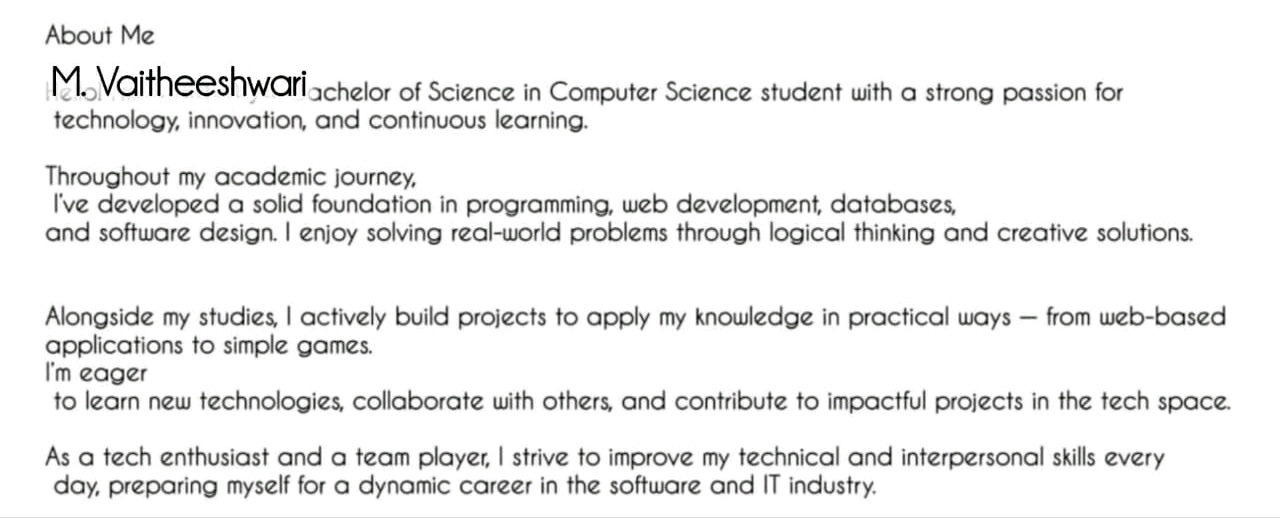 About Me
M. Vaitheeshwari achelor of Science in Computer Science student with a strong passion for
technology, innovation, and continuous learning.
Throughout my academic journey,
I've developed a solid foundation in programming, web development, databases,
and software design. I enjoy solving real-world problems through logical thinking and creative solutions.
Alongside my studies, I actively build projects to apply my knowledge in practical ways — from web-based
applications to simple games.
I'm eager
to learn new technologies, collaborate with others, and contribute to impactful projects in the tech space.
As a tech enthusiast and a team player, I strive to improve my technical and interpersonal skills every
day, preparing myself for a dynamic career in the software and IT industry.